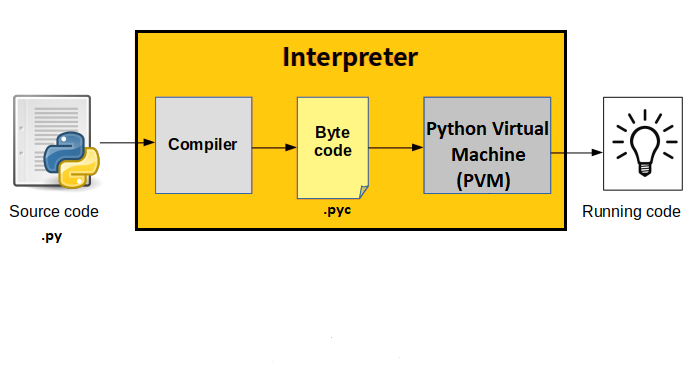 Interpreter
Source code
.py
Compiler
Byte
code
.pyc
Python Virtual
Machine
(PVM)
Running code